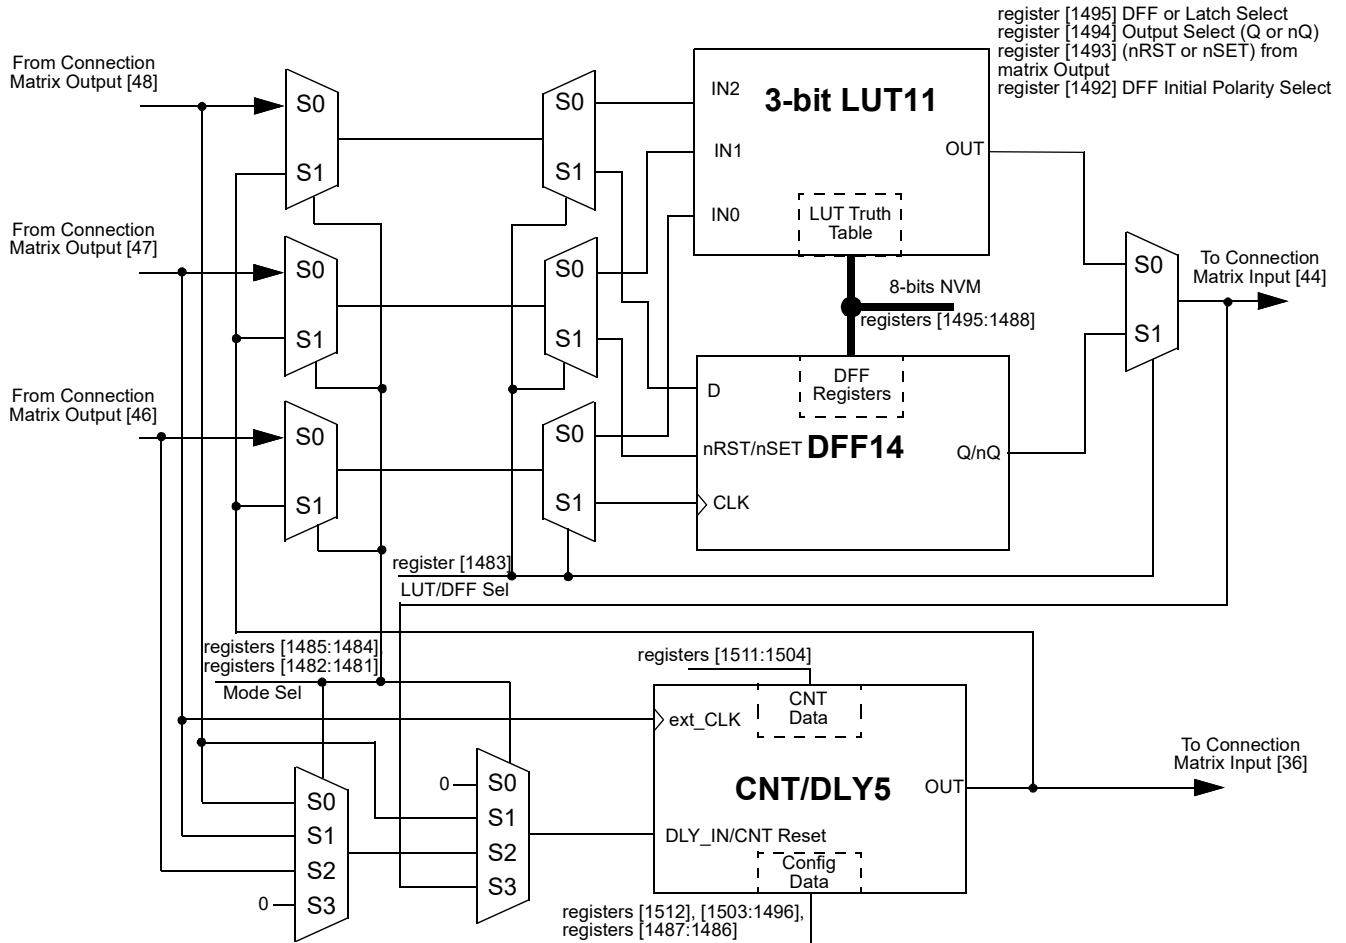 register [1495] DFF or Latch Select
register [1494] Output Select (Q or nQ)
register [1493] (nRST or nSET) from
matrix Output
register [1492] DFF Initial Polarity Select
From Connection
Matrix Output [48]
S0
S1
S0
S1
IN2
3-bit LUT11
IN1
OUT
IN0
LUT Truth
Table
From Connection
Matrix Output [47]
S0
S1
S0
S1
8-bits NVM
registers [1495:1488]
S0
S1
To Connection
Matrix Input [44]
From Connection
Matrix Output [46]
S0
S1
S0
S1
DFF
Registers
D
nRST/nSET
DFF14
Q/nQ
CLK
register [1483]
LUT/DFF Sel
registers [1485:1484],
registers [1482:1481]
Mode Sel
registers [1511:1504]
CNT
Data
ext_CLK
CNT/DLY5
OUT
To Connection
Matrix Input [36]
DLY_IN/CNT Reset
Config
Data
0
S0
S1
S2
S3
S0
S1
S2
0
S3
registers [1512], [1503:1496],
registers [1487:1486]